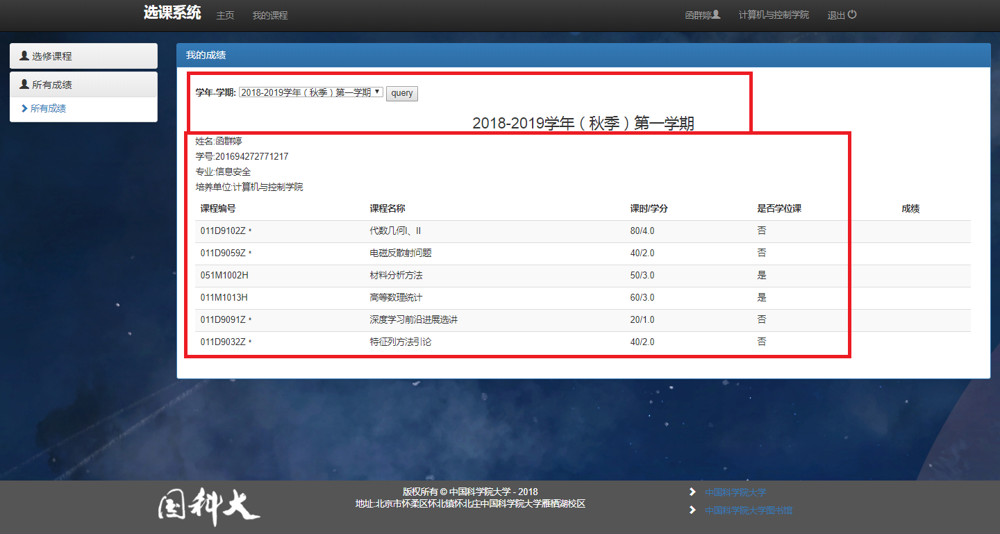 选课系统 主页 我的课程 函群婷 计算机与控制学院 退出
选修课程
所有成绩
所有成绩
我的成绩
学年-学期: 2018-2019学年（秋季）第一学期 query
2018-2019学年（秋季）第一学期
姓名:函群婷
学号:201694272771217
专业:信息安全
培养单位:计算机与控制学院
课程编号 课程名称 课时/学分 是否学位课 成绩
011D9102Z * 代数几何I、II 80/4.0 否
011D9059Z * 电磁反散射问题 40/2.0 否
051M1002H 材料分析方法 50/3.0 是
011M1013H 高等数理统计 60/3.0 是
011D9091Z * 深度学习前沿进展选讲 20/1.0 否
011D9032Z * 特征列方法引论 40/2.0 否
国科大
版权所有 © 中国科学院大学 - 2018
地址:北京市怀柔区怀北镇怀北庄中国科学院大学雁栖湖校区
中国科学院大学
中国科学院大学图书馆